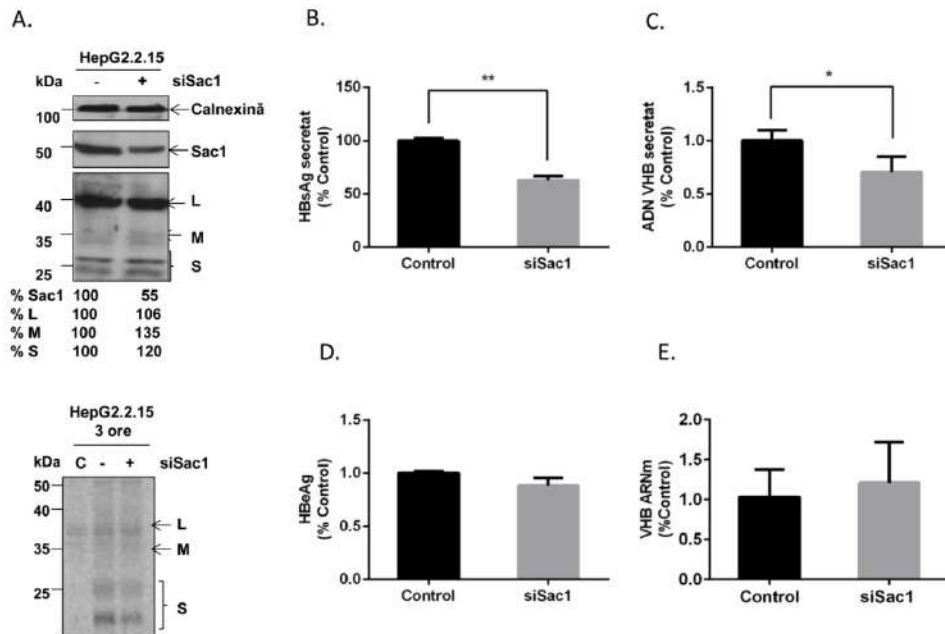 A.
HepG2.2.15
kDa - + siSac1
100 Calnexină
50 Sac1
40 L
35 M
25 S
% Sac1 100 55
% L 100 106
% M 100 135
% S 100 120
HepG2.2.15
3 ore
kDa C - + siSac1
50
40
L
35 M
25
S
B.
**
HBsAg secretat
(% Control)
150
100
50
0
Control siSac1
C.
*
ADN VHB secretat
(% Control)
1.5
1.0
0.5
0.0
Control siSac1
D.
HBeAg
(% Control)
1.5
1.0
0.5
0.0
Control siSac1
E.
VHB ARNm
(%Control)
2.0
1.5
1.0
0.5
0.0
Control siSac1